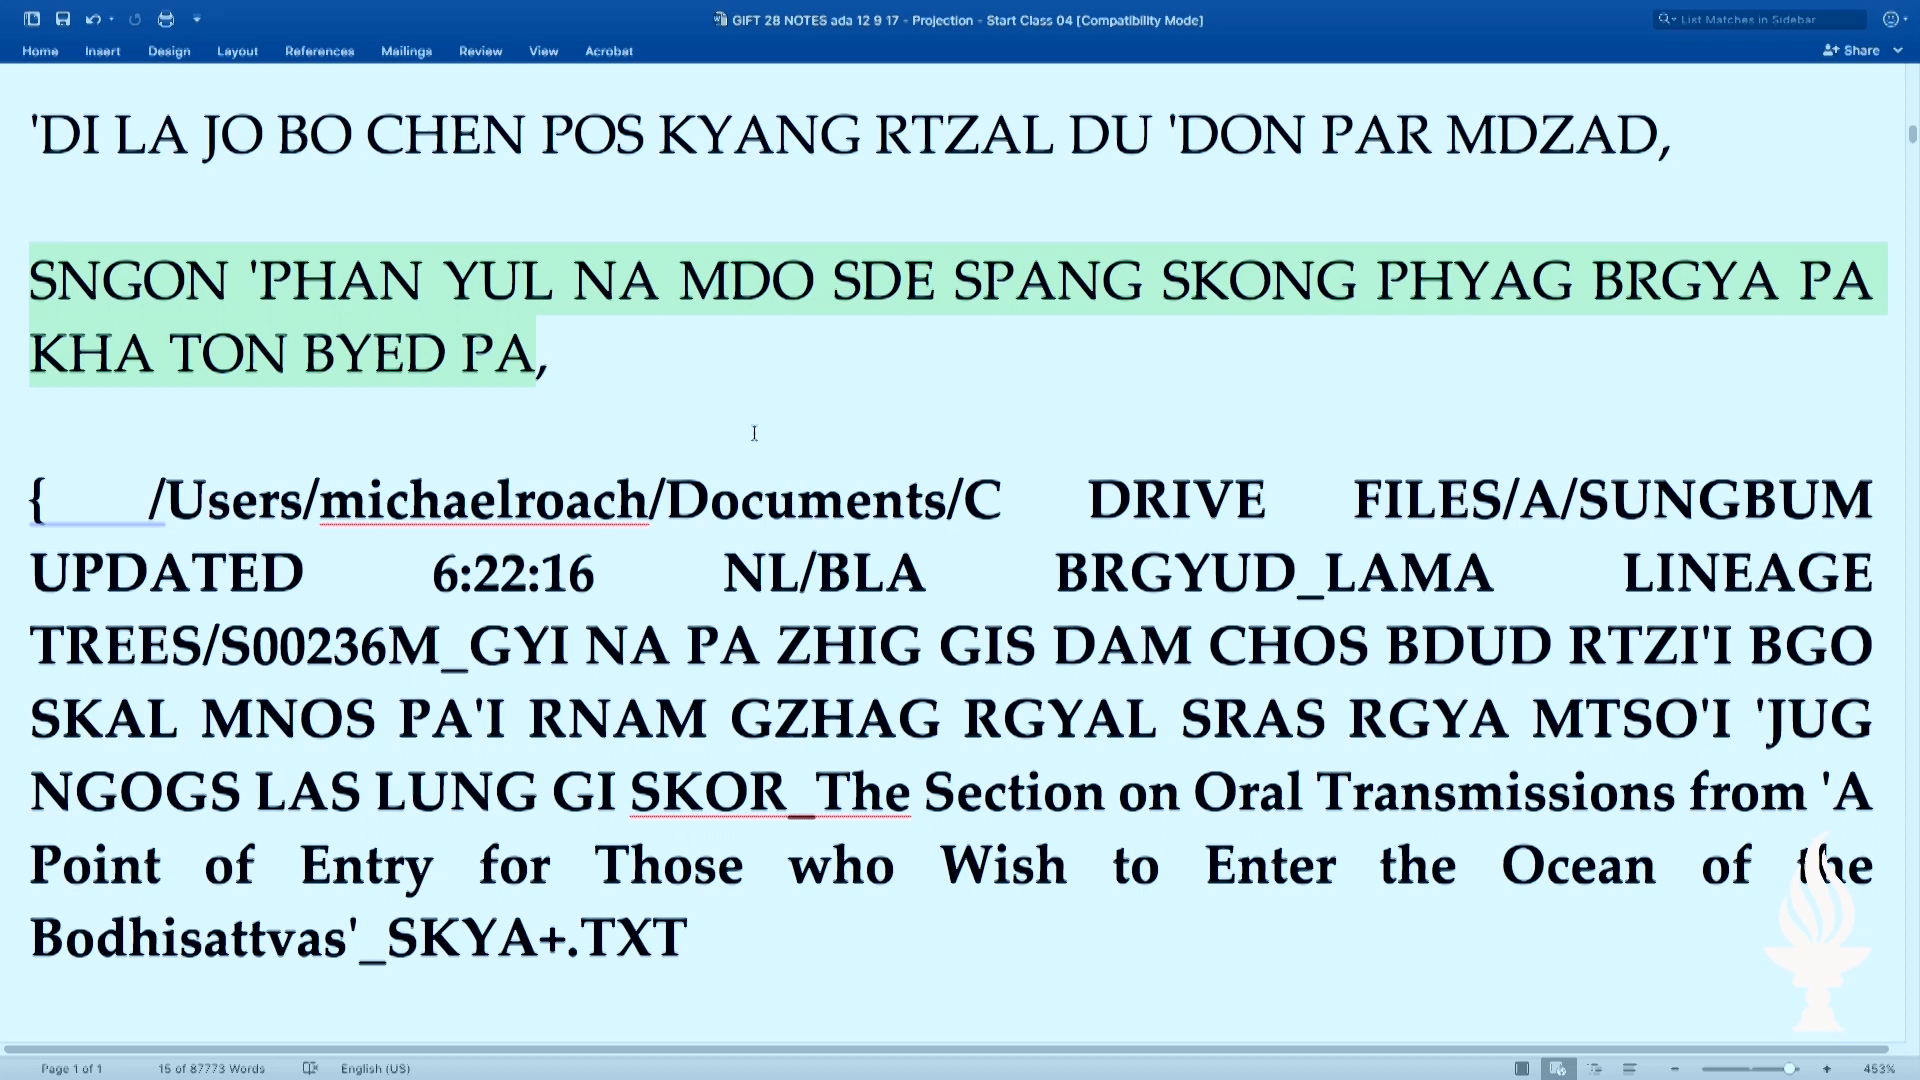 GIFT 28 NOTES ada 12 9 17 - Projection - Start Class 04 [Compatibility Mode]
List Matches in Sidebar
Home Insert Design Layout References Mailings Review View Acrobat
Share
'DI LA JO BO CHEN POS KYANG RTZAL DU 'DON PAR MDZAD,
SNGON 'PHAN YUL NA MDO SDE SPANG SKONG PHYAG BRGYA PA
KHA TON BYED PA,
{ /Users/michaelroach/Documents/C DRIVE FILES/A/SUNGBUM
UPDATED 6:22:16 NL/BLA BRGYUD_LAMA LINEAGE
TREES/S00236M_GYI NA PA ZHIG GIS DAM CHOS BDUD RTZI'I BGO
SKAL MNOS PA'I RNAM GZHAG RGYAL SRAS RGYA MTSO'I 'JUG
NGOGS LAS LUNG GI SKOR_The Section on Oral Transmissions from 'A
Point of Entry for Those who Wish to Enter the Ocean of the
Bodhisattvas'_SKYA+.TXT
Page 1 of 1 15 of 87773 Words English (US) 453%